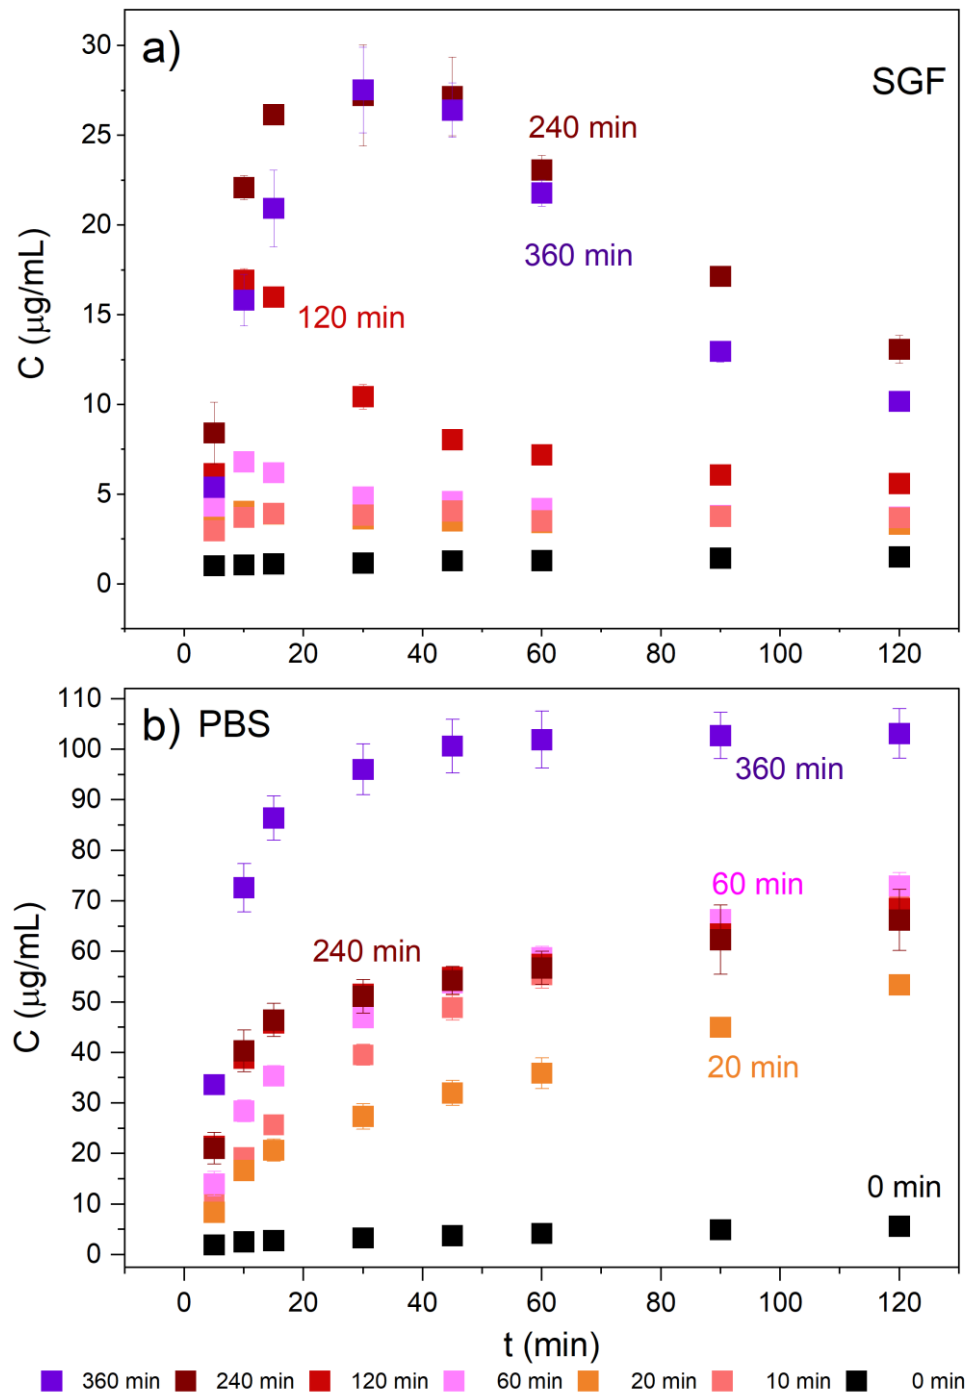 a)
SGF
30
25
20
15
10
5
0
C (µg/mL)
240 min
360 min
120 min
0 20 40 60 80 100 120
b) PBS
110
100
90
80
70
60
50
40
30
20
10
0
C (µg/mL)
360 min
60 min
240 min
20 min
0 min
0 20 40 60 80 100 120
t (min)
360 min 240 min 120 min 60 min 20 min 10 min 0 min